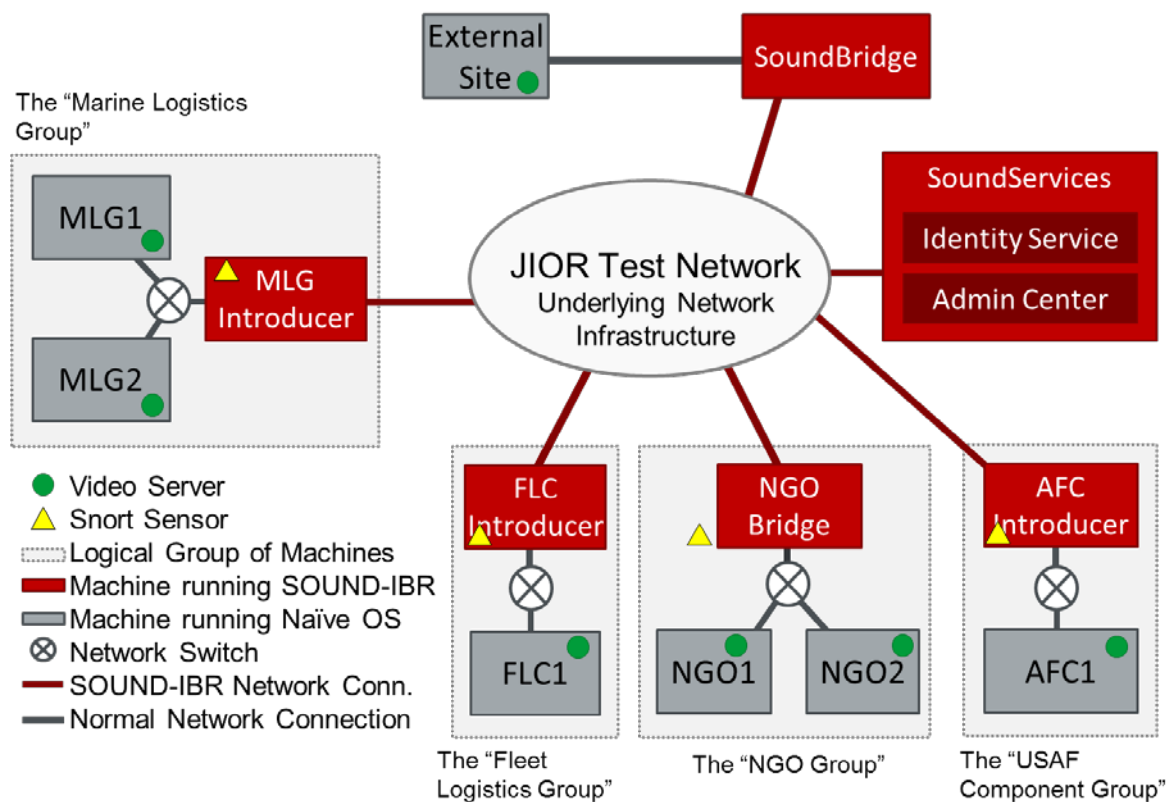 External
Site
SoundBridge
The “Marine Logistics
Group”
SoundServices
Identity Service
Admin Center
MLG1
MLG
Introducer
MLG2
JIOR Test Network
Underlying Network
Infrastructure
FLC
Introducer
NGO
Bridge
AFC
Introducer
FLC1
NGO1
NGO2
AFC1
Video Server
Snort Sensor
Logical Group of Machines
Machine running SOUND-IBR
Machine running Naïve OS
Network Switch
SOUND-IBR Network Conn.
Normal Network Connection
The “Fleet
Logistics Group”
The “NGO Group”
The “USAF
Component Group”